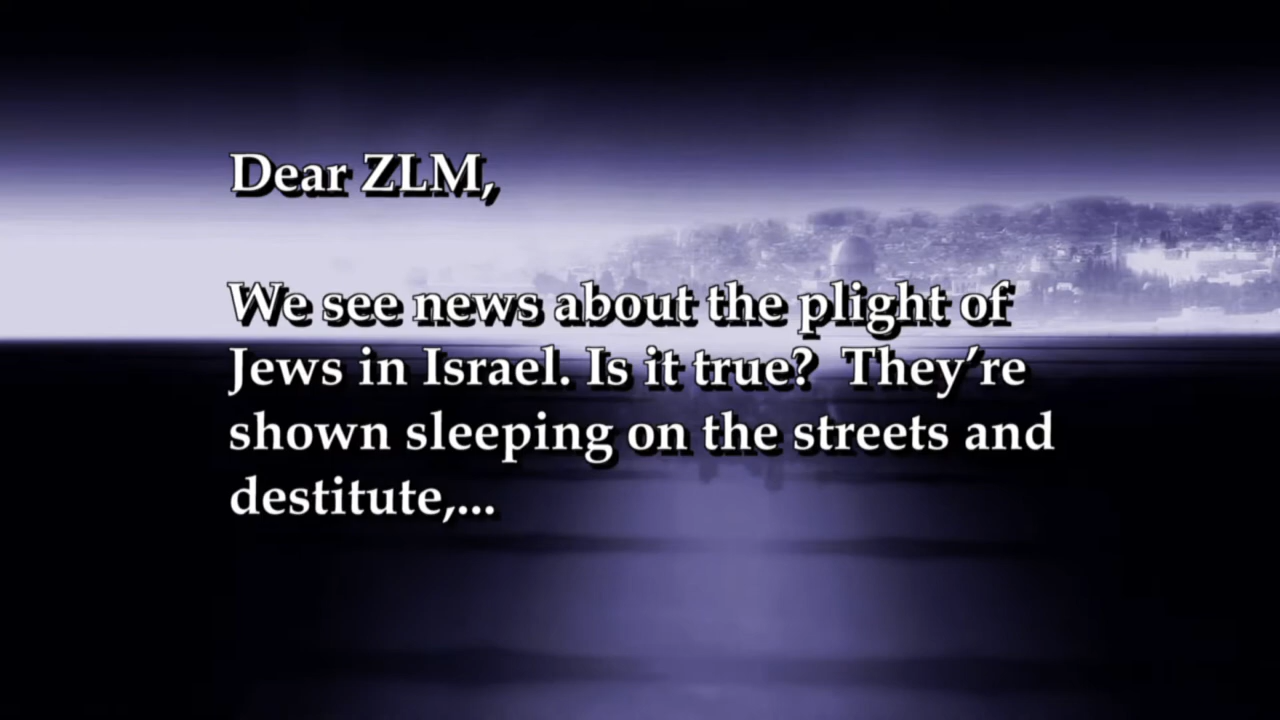 Dear ZLM,
We see news about the plight of
Jews in Israel. Is it true?  They’re
shown sleeping on the streets and
destitute,...